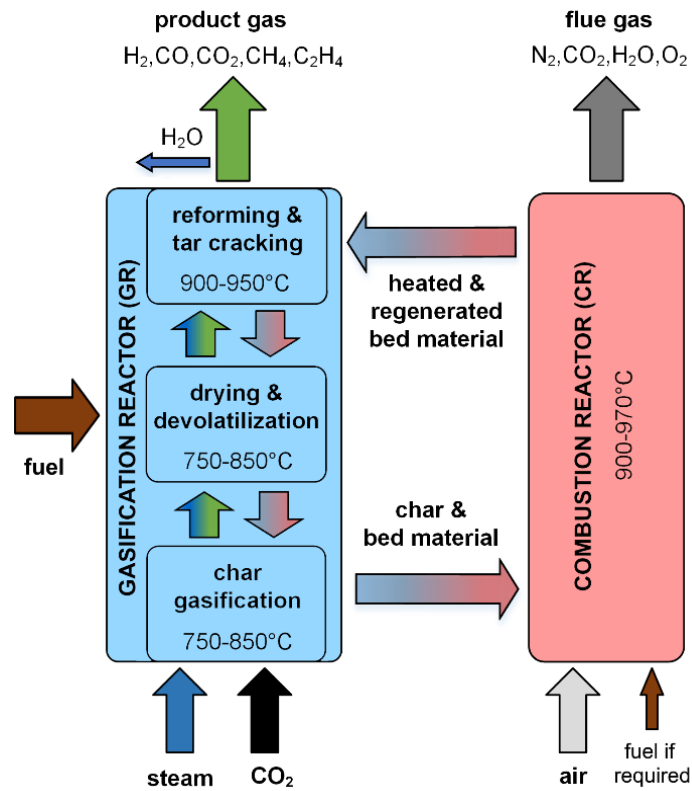 product gas
H₂,CO,CO₂,CH₄,C₂H₄
flue gas
N₂,CO₂,H₂O,O₂
H₂O
GASIFICATION REACTOR (GR)
reforming &
tar cracking
900-950°C
heated &
regenerated
bed material
fuel
drying &
devolatilization
750-850°C
char &
bed material
char
gasification
750-850°C
COMBUSTION REACTOR (CR)
900-970°C
steam
CO₂
air
fuel if
required